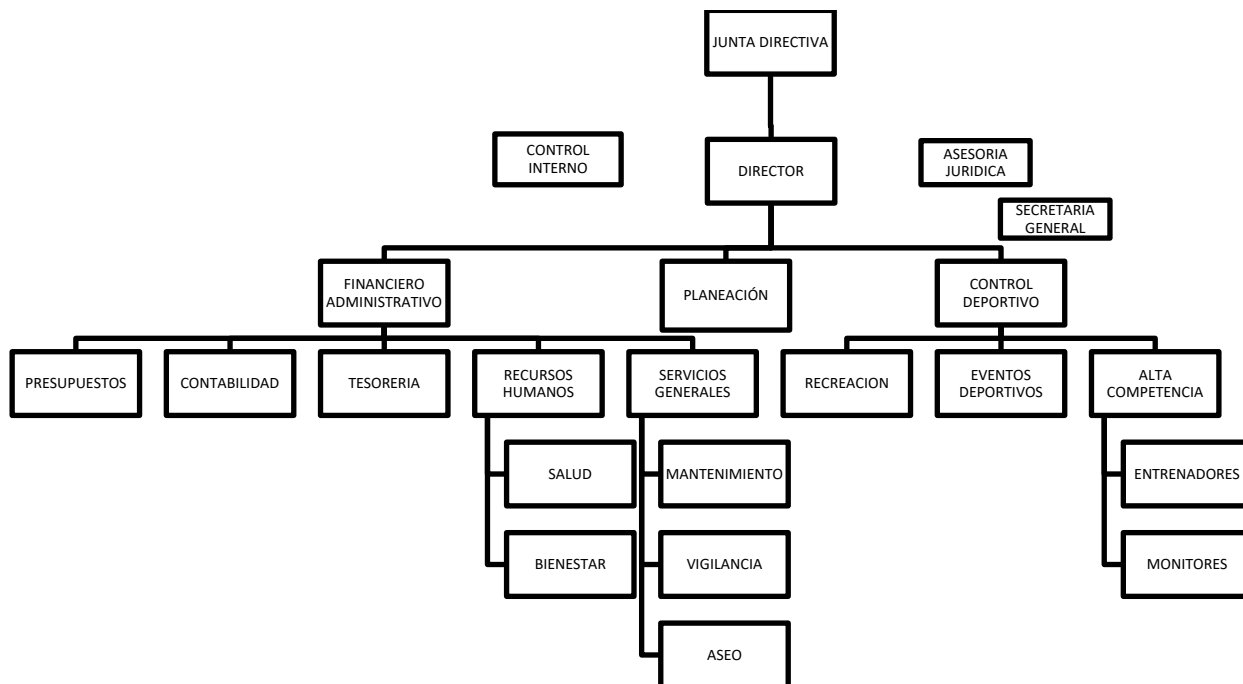 JUNTA DIRECTIVA
CONTROL
INTERNO
DIRECTOR
ASESORIA
JURIDICA
SECRETARIA
GENERAL
FINANCIERO
ADMINISTRATIVO
PLANEACIÓN
CONTROL
DEPORTIVO
PRESUPUESTOS
CONTABILIDAD
TESORERIA
RECURSOS
HUMANOS
SERVICIOS
GENERALES
RECREACION
EVENTOS
DEPORTIVOS
ALTA
COMPETENCIA
SALUD
MANTENIMIENTO
ENTRENADORES
BIENESTAR
VIGILANCIA
MONITORES
ASEO